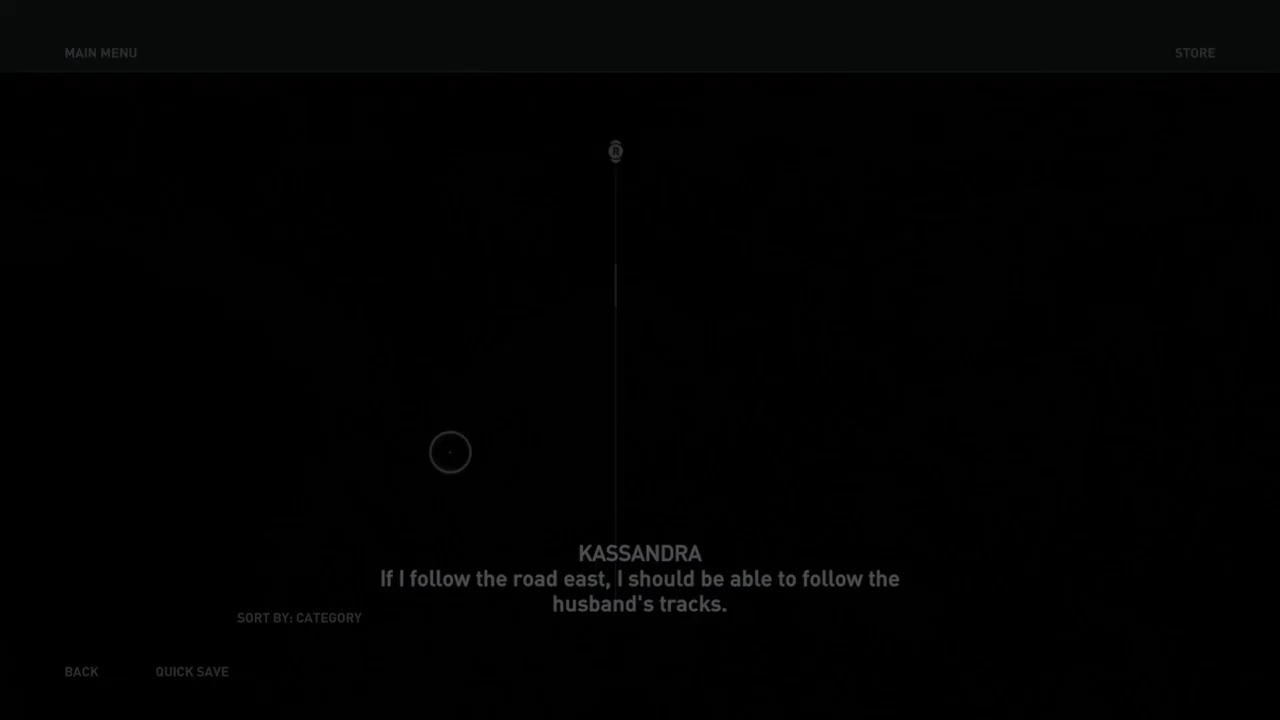 MAIN MENU
STORE
R
KASSANDRA
If I follow the road east, I should be able to follow the
husband's tracks.
SORT BY: CATEGORY
BACK
QUICK SAVE